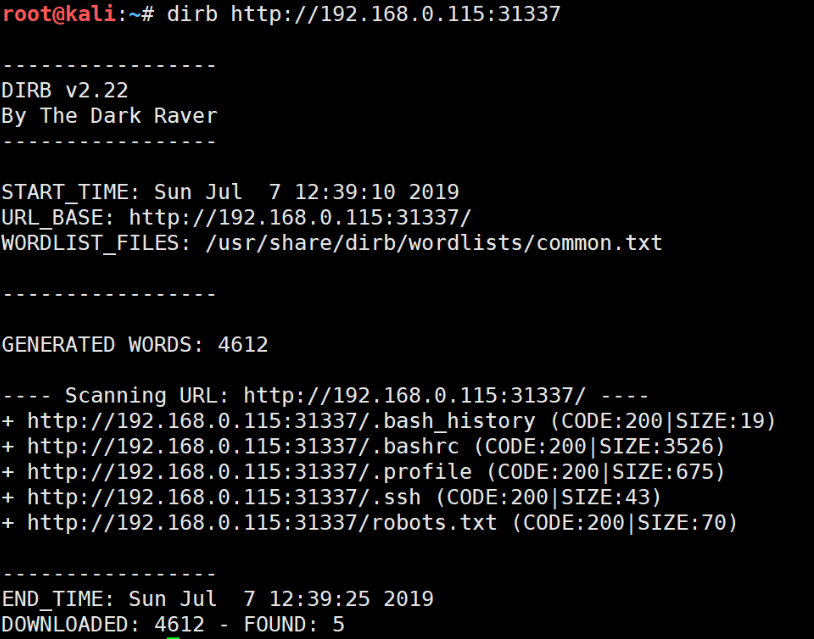 root@kali:~# dirb http://192.168.0.115:31337
-----------------
DIRB v2.22
By The Dark Raver
-----------------
START_TIME: Sun Jul  7 12:39:10 2019
URL_BASE: http://192.168.0.115:31337/
WORDLIST_FILES: /usr/share/dirb/wordlists/common.txt
-----------------
GENERATED WORDS: 4612
---- Scanning URL: http://192.168.0.115:31337/ ----
+ http://192.168.0.115:31337/.bash_history (CODE:200|SIZE:19)
+ http://192.168.0.115:31337/.bashrc (CODE:200|SIZE:3526)
+ http://192.168.0.115:31337/.profile (CODE:200|SIZE:675)
+ http://192.168.0.115:31337/.ssh (CODE:200|SIZE:43)
+ http://192.168.0.115:31337/robots.txt (CODE:200|SIZE:70)
-----------------
END_TIME: Sun Jul  7 12:39:25 2019
DOWNLOADED: 4612 - FOUND: 5